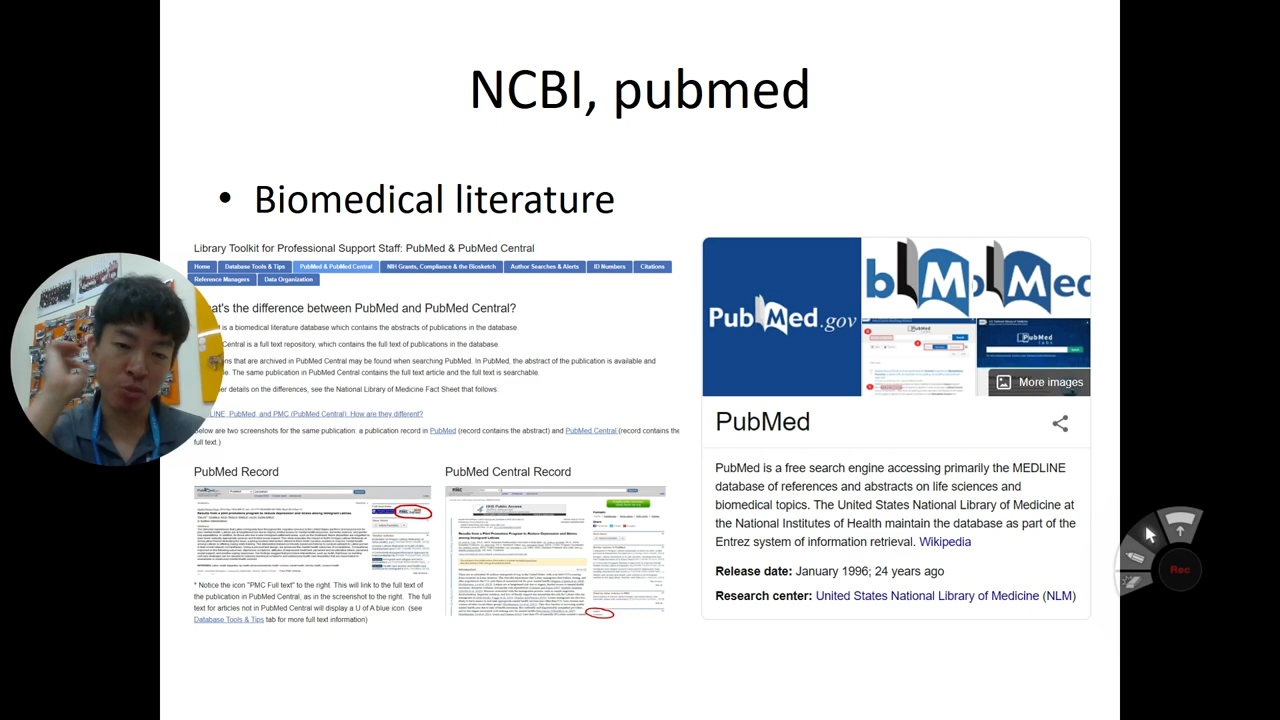 NCBI, pubmed
• Biomedical literature
Library Toolkit for Professional Support Staff: PubMed & PubMed Central
Home Database Tools & Tips PubMed & PubMed Central NIH Grants, Compliance & the Biosketch Author Searches & Alerts ID Numbers Citations
Reference Managers Data Organization
at's the difference between PubMed and PubMed Central?
is a biomedical literature database which contains the abstracts of publications in the database.
Central is a full text repository, which contains the full text of publications in the database.
ons that are archived in PubMed Central may be found when searching PubMed. In PubMed, the abstract of the publication is available and
le. The same publication in PubMed Central contains the full text article and the full text is searchable.
er details on the differences, see the National Library of Medicine Fact Sheet that follows:
LINE, PubMed, and PMC (PubMed Central): How are they different?
elow are two screenshots for the same publication: a publication record in PubMed (record contains the abstract) and PubMed Central (record contains the
full text.)
PubMed Record
PubMed Central Record
* Notice the icon "PMC Full text" to the right. This will link to the full text of
the publication in PubMed Central, as in the screenshot to the right. The full
text for articles not in PubMed Central will display a U of A blue icon. (see
Database Tools & Tips tab for more full text information)
PubMed.gov
More images
PubMed
PubMed is a free search engine accessing primarily the MEDLINE
database of references and abstracts on life sciences and
biomedical topics. The United States National Library of Medicine at
the National Institutes of Health maintain the database as part of the
Entrez system of information retrieval. Wikipedia
Release date: January 1996; 24 years ago
Research center: United States National Library of Medicine (NLM)
Rec